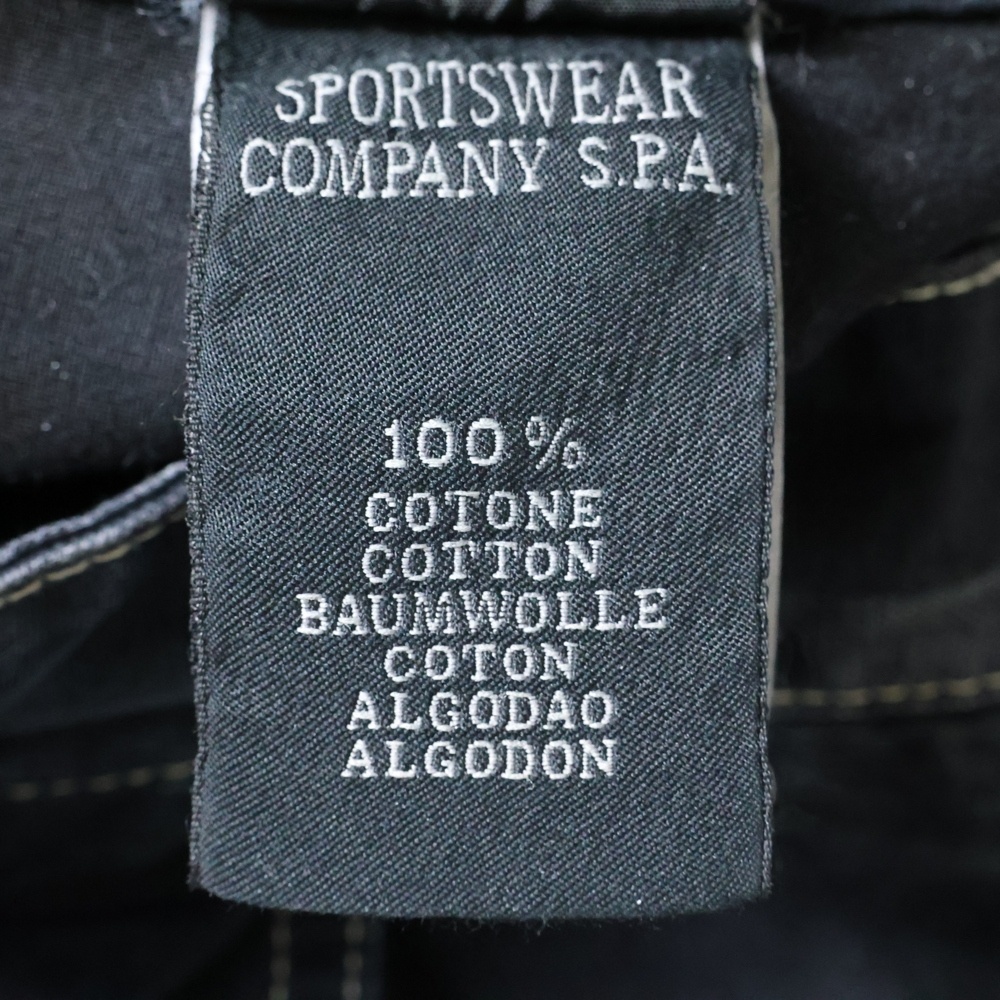 SPORTSWEAR
COMPANY S.P.A.
100 %
COTONE
COTTON
BAUMWOLLE
COTON
ALGODAO
ALGODON